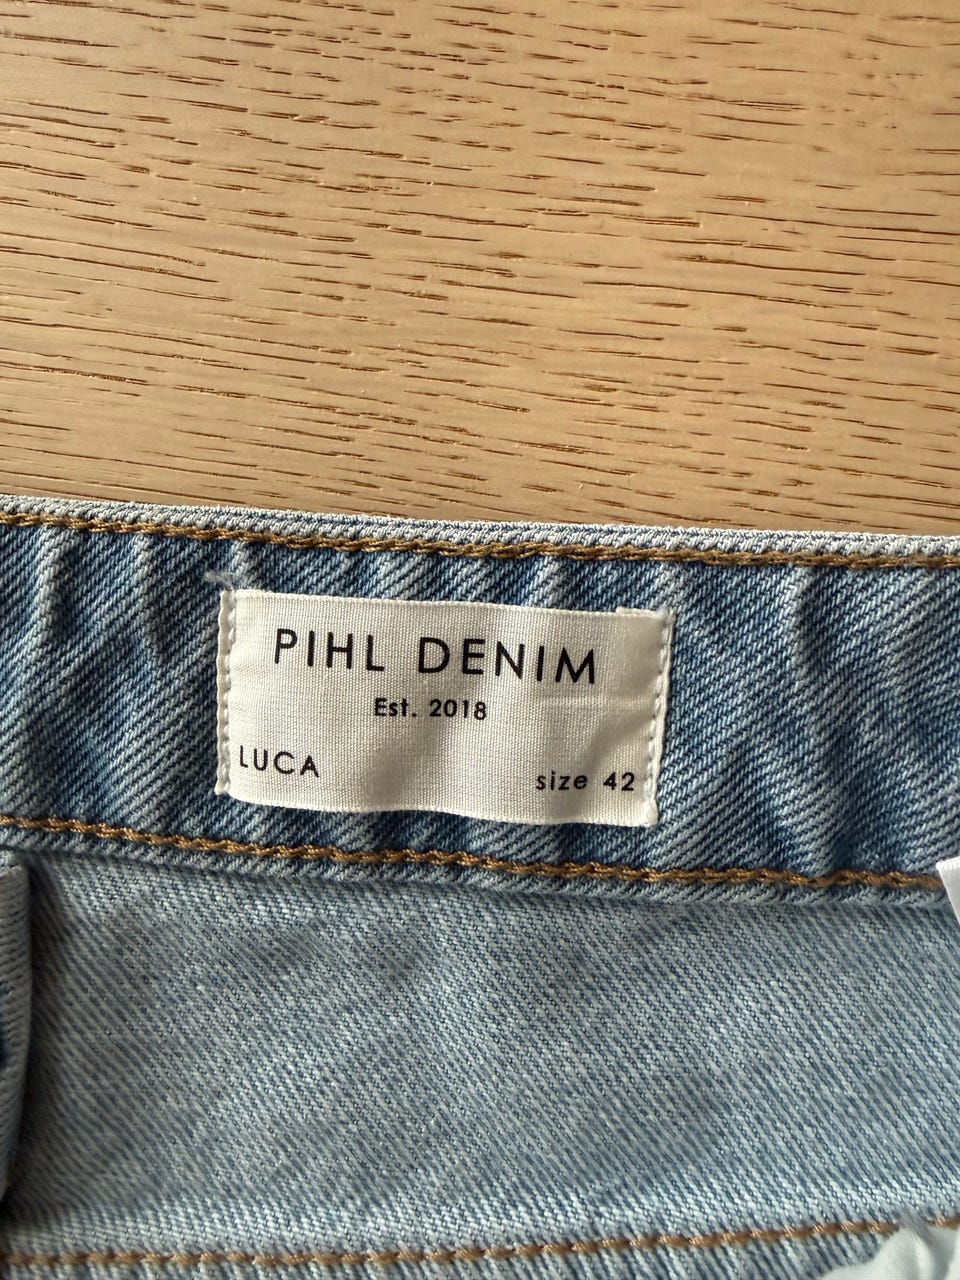 PIHL DENIM
Est. 2018
LUCA
size 42